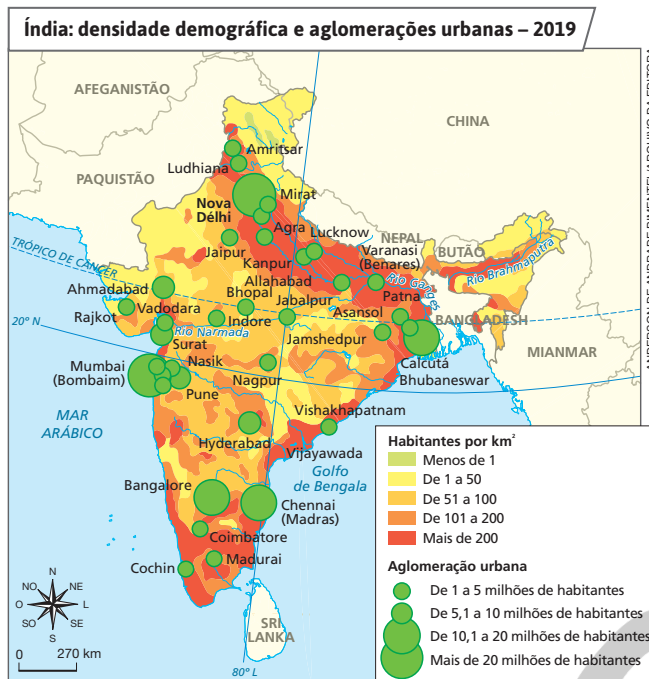 Índia: densidade demográfica e aglomerações urbanas – 2019
AFEGANISTÃO
CHINA
PAQUISTÃO
Amritsar
Ludhiana
Nova
Délhi
Mirat
Agra
Lucknow
NEPAL
BUTÃO
Rio Brahmaputra
TRÓPICO DE CÂNCER
Jaipur
Kanpur
Varanasi
(Benares)
Rio Ganges
Allahabad
Patna
Ahmadabad
Bhopal
Jabalpur
Asansol
BANGLADESH
Rajkot
Vadodara
Indore
Rio Narmada
Jamshedpur
20° N
Surat
MIANMAR
Mumbai
(Bombaim)
Nasik
Nagpur
Calcutá
Bhubaneswar
Pune
MAR
ARÁBICO
Vishakhapatnam
Hyderabad
Vijayawada
Golfo
de Bengala
Bangalore
Chennai
(Madras)
Coimbatore
Cochin
Madurai
SRI
LANKA
80° L
N
NO
NE
O
L
SO
SE
S
0 270 km
Habitantes por km²
Menos de 1
De 1 a 50
De 51 a 100
De 101 a 200
Mais de 200
Aglomeração urbana
De 1 a 5 milhões de habitantes
De 5,1 a 10 milhões de habitantes
De 10,1 a 20 milhões de habitantes
Mais de 20 milhões de habitantes